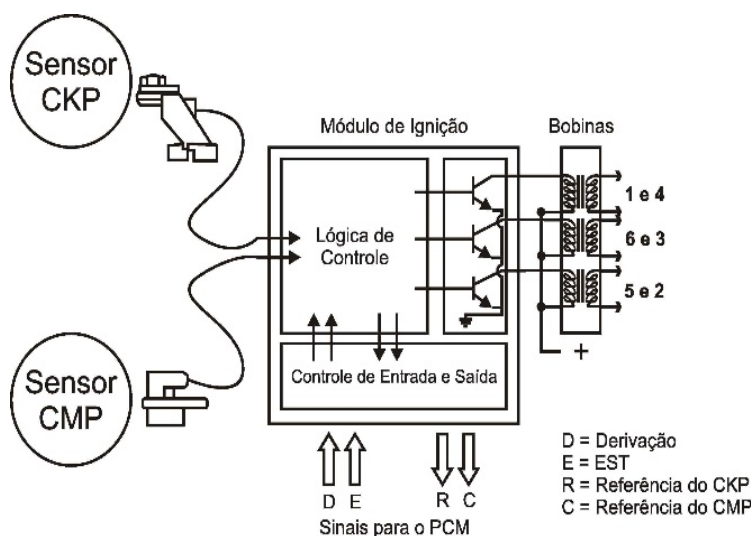 Sensor
CKP
Módulo de Ignição
Bobinas
Lógica de
Controle
1 e 4
6 e 3
5 e 2
+
Sensor
CMP
Controle de Entrada e Saída
D E R C
Sinais para o PCM
D = Derivação
E = EST
R = Referência do CKP
C = Referência do CMP